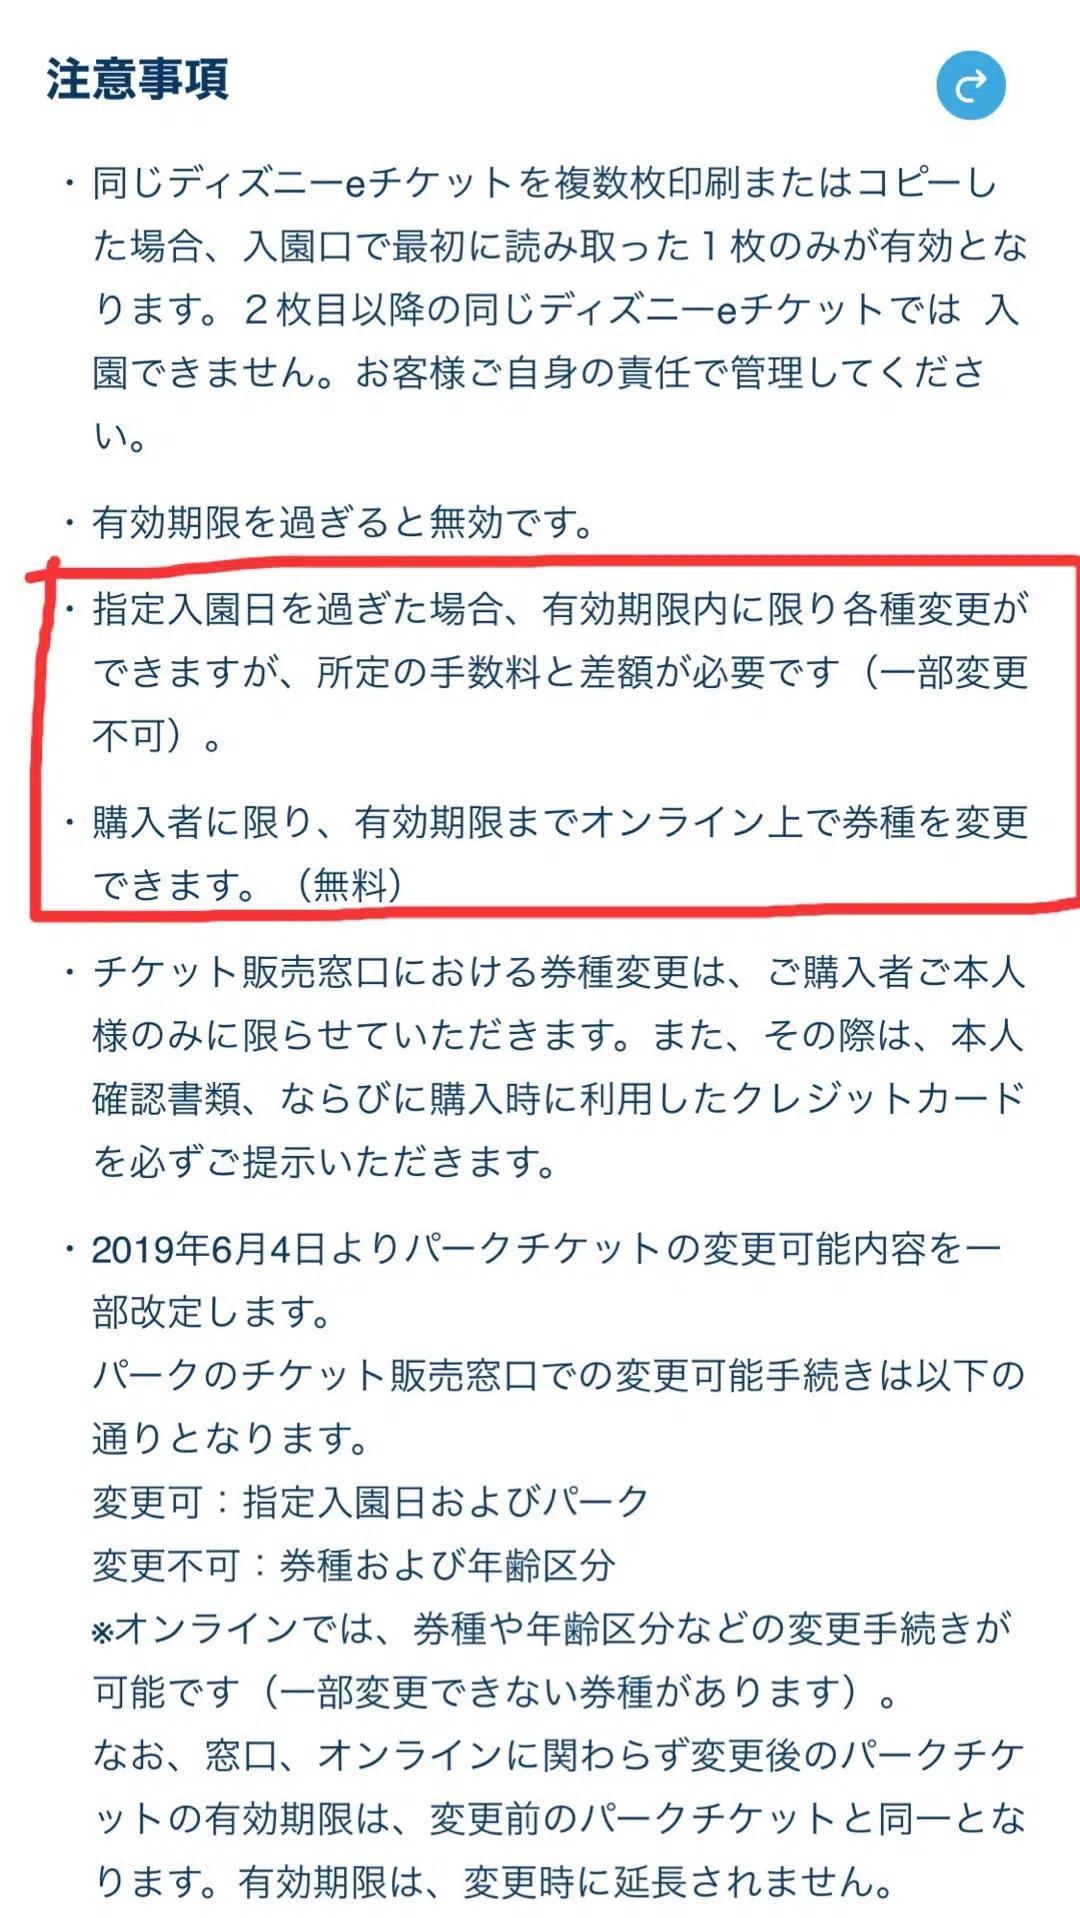 注意事項
・同じディズニーeチケットを複数枚印刷またはコピーし
た場合、入園口で最初に読み取った１枚のみが有効とな
ります。２枚目以降の同じディズニーeチケットでは 入
園できません。お客様ご自身の責任で管理してくださ
い。
・有効期限を過ぎると無効です。
・指定入園日を過ぎた場合、有効期限内に限り各種変更が
できますが、所定の手数料と差額が必要です（一部変更
不可）。
・購入者に限り、有効期限までオンライン上で券種を変更
できます。（無料）
・チケット販売窓口における券種変更は、ご購入者ご本人
様のみに限らせていただきます。また、その際は、本人
確認書類、ならびに購入時に利用したクレジットカード
を必ずご提示いただきます。
・2019年6月4日よりパークチケットの変更可能内容を一
部改定します。
パークのチケット販売窓口での変更可能手続きは以下の
通りとなります。
変更可：指定入園日およびパーク
変更不可：券種および年齢区分
※オンラインでは、券種や年齢区分などの変更手続きが
可能です（一部変更できない券種があります）。
なお、窓口、オンラインに関わらず変更後のパークチケ
ットの有効期限は、変更前のパークチケットと同一とな
ります。有効期限は、変更時に延長されません。